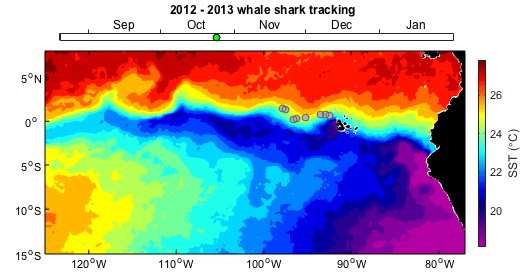 2012 - 2013 whale shark tracking
Sep Oct Nov Dec Jan
5°N
0°
5°S
10°S
15°S
120°W 110°W 100°W 90°W 80°W
26
24
22
20
SST (°C)